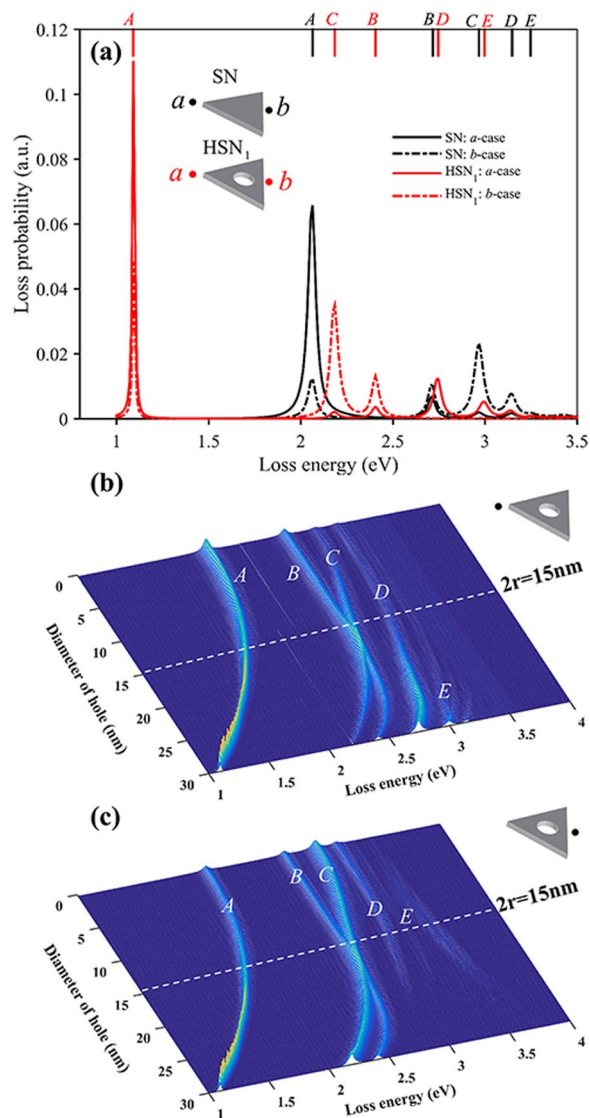 A A C B B D C E D E
0.12
(a)
SN
a b
HSN1
a b
SN: a-case
SN: b-case
HSN1: a-case
HSN1: b-case
0.1
0.08
0.06
0.04
0.02
0
Loss probability (a.u.)
1 1.5 2 2.5 3 3.5
Loss energy (eV)
(b)
A B C D E
2r=15nm
0
5
10
15
20
25
30
Diameter of hole (nm)
1 1.5 2 2.5 3 3.5 4
Loss energy (eV)
(c)
A B C D E
2r=15nm
0
5
10
15
20
25
30
Diameter of hole (nm)
1 1.5 2 2.5 3 3.5 4
Loss energy (eV)